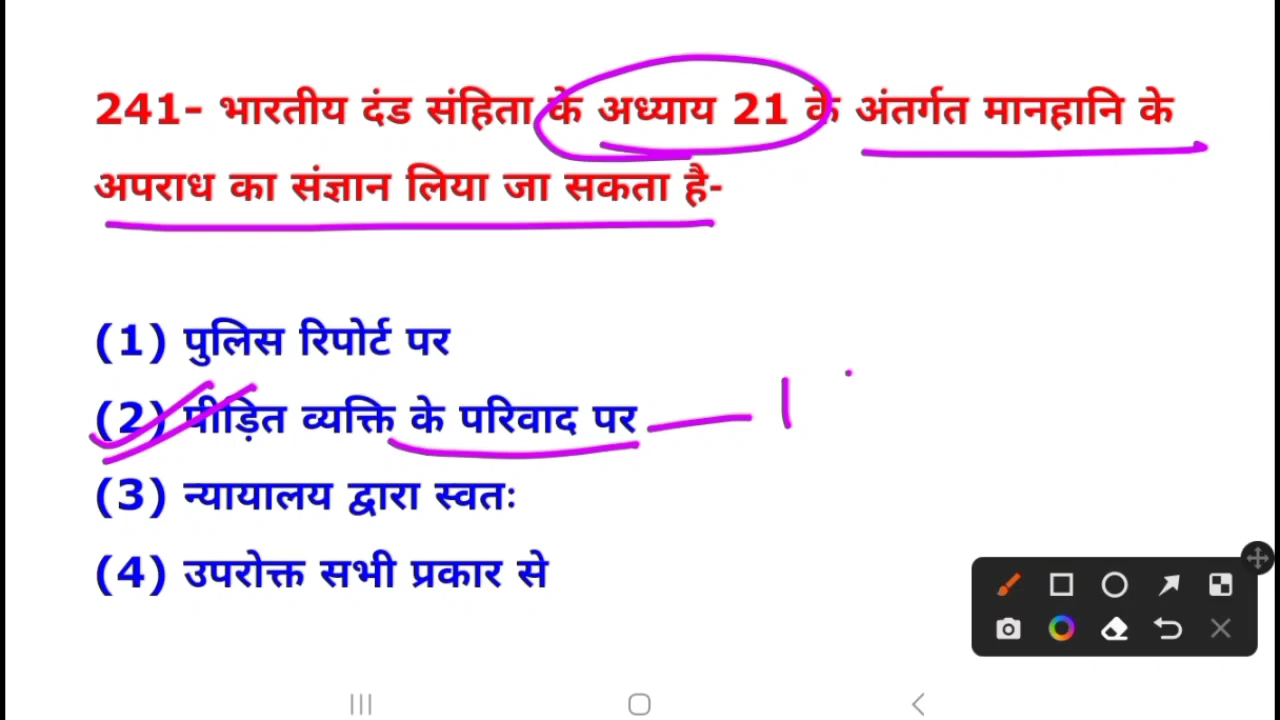 241- भारतीय दंड संहिता के अध्याय 21 के अंतर्गत मानहानि के
अपराध का संज्ञान लिया जा सकता है-
(1) पुलिस रिपोर्ट पर
(2) पीड़ित व्यक्ति के परिवाद पर
(3) न्यायालय द्वारा स्वतः
(4) उपरोक्त सभी प्रकार से